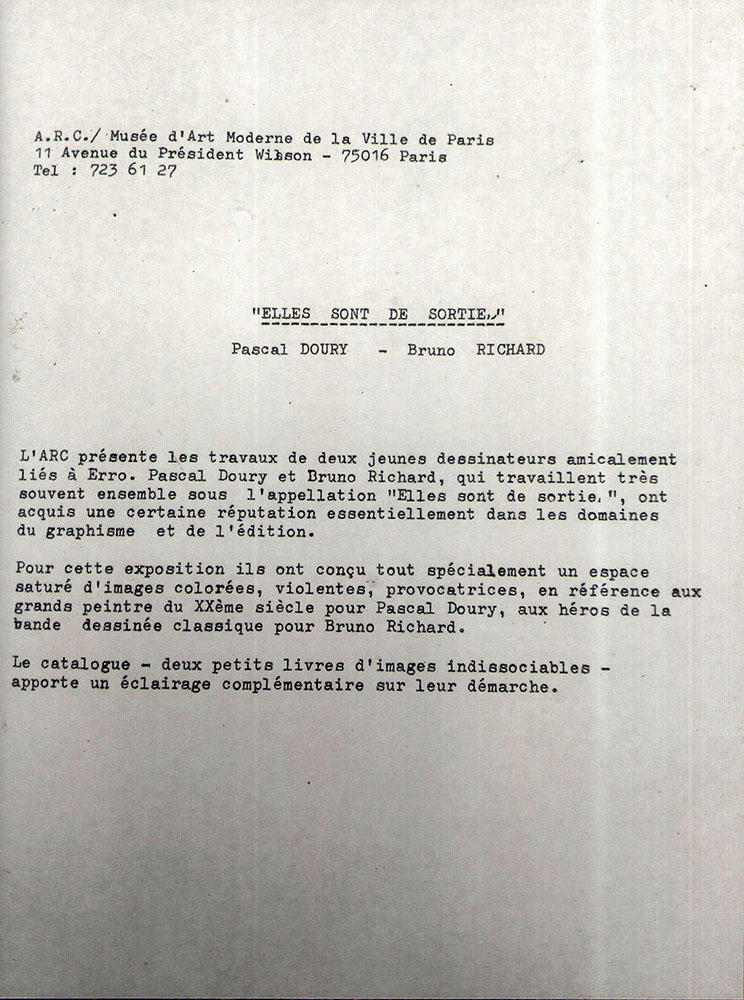 A.R.C./ Musée d'Art Moderne de la Ville de Paris
11 Avenue du Président Wilson - 75016 Paris
Tel : 723 61 27
"ELLES SONT DE SORTIE."
Pascal DOURY - Bruno RICHARD
L'ARC présente les travaux de deux jeunes dessinateurs amicalement
liés à Erro. Pascal Doury et Bruno Richard, qui travaillent très
souvent ensemble sous l'appellation "Elles sont de sortie.", ont
acquis une certaine réputation essentiellement dans les domaines
du graphisme et de l'édition.
Pour cette exposition ils ont conçu tout spécialement un espace
saturé d'images colorées, violentes, provocatrices, en référence aux
grands peintre du XXème siècle pour Pascal Doury, aux héros de la
bande dessinée classique pour Bruno Richard.
Le catalogue - deux petits livres d'images indissociables -
apporte un éclairage complémentaire sur leur démarche.